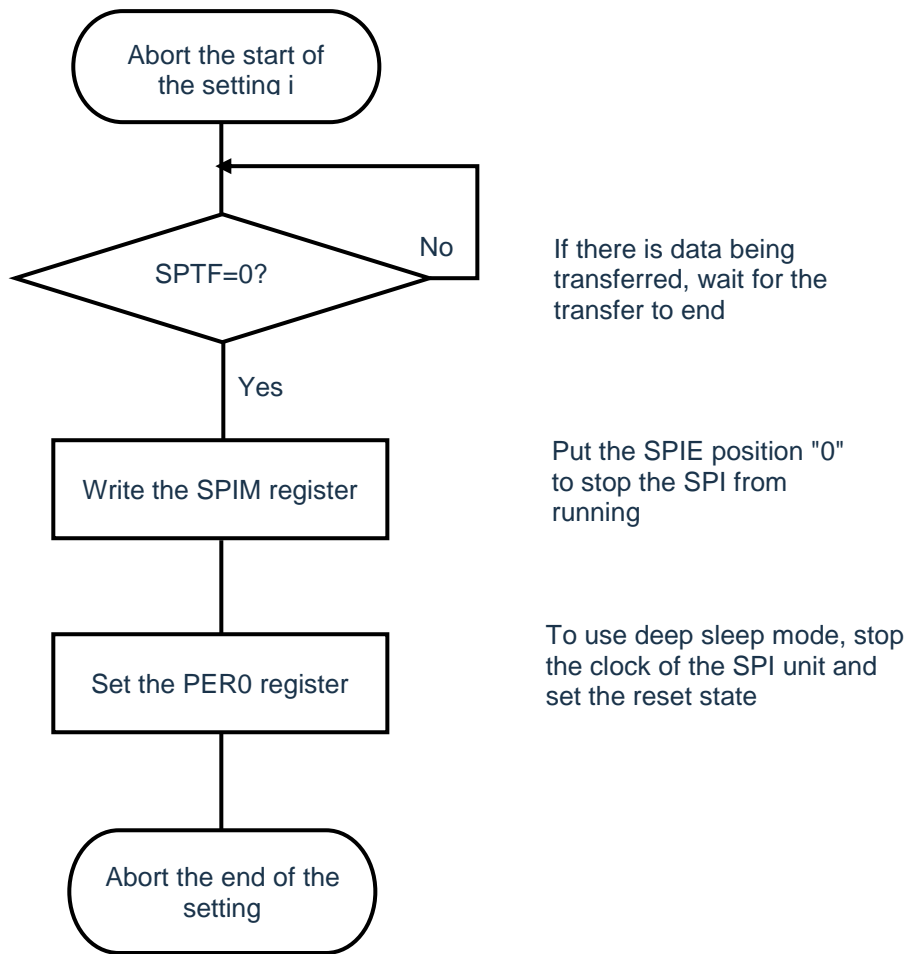 Abort the start of
the setting i
No
SPTF=0?
If there is data being
transferred, wait for the
transfer to end
Yes
Write the SPIM register
Put the SPIE position "0"
to stop the SPI from
running
Set the PER0 register
To use deep sleep mode, stop
the clock of the SPI unit and
set the reset state
Abort the end of the
setting